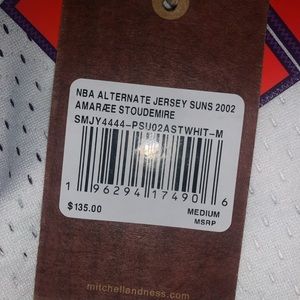 NBA ALTERNATE JERSEY SUNS 2002
AMARÆE STOUDEMIRE
SMJY4444-PSU02ASTWHIT-M
1 96294 17490 6
$135.00
MEDIUM
MSRP
mitchellandness.com